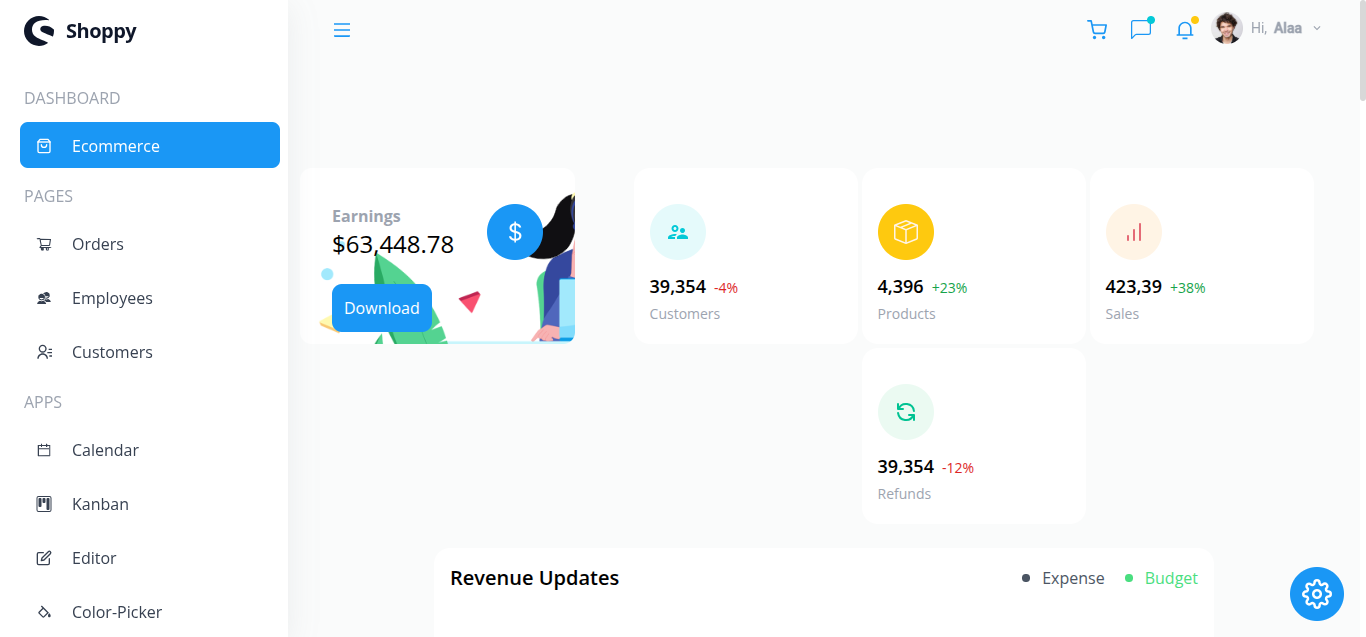 Shoppy
Hi, Alaa
DASHBOARD
Ecommerce
PAGES
Orders
Employees
Customers
APPS
Calendar
Kanban
Editor
Color-Picker
Earnings
$63,448.78
$
Download
39,354 -4%
Customers
4,396 +23%
Products
423,39 +38%
Sales
39,354 -12%
Refunds
Revenue Updates
Expense
Budget